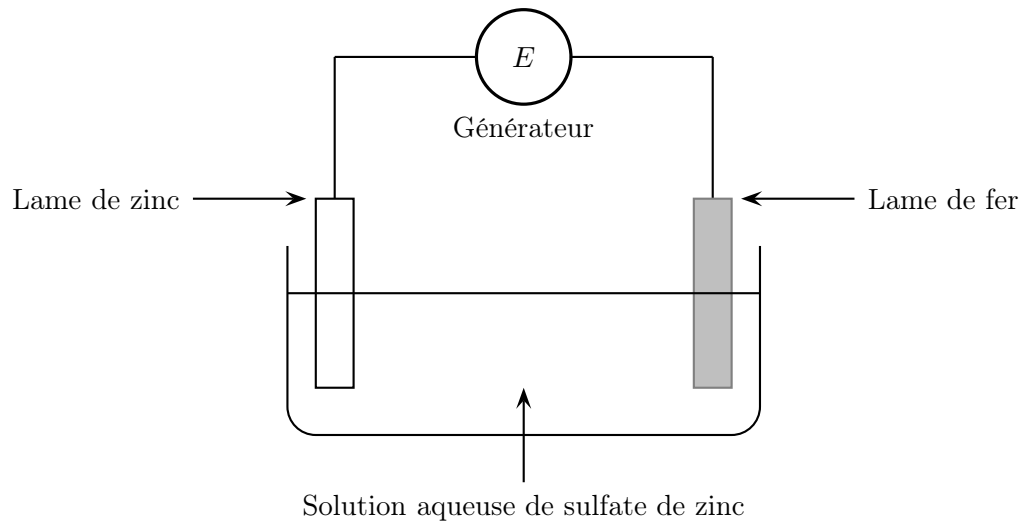 E
Générateur
Lame de zinc
Lame de fer
Solution aqueuse de sulfate de zinc